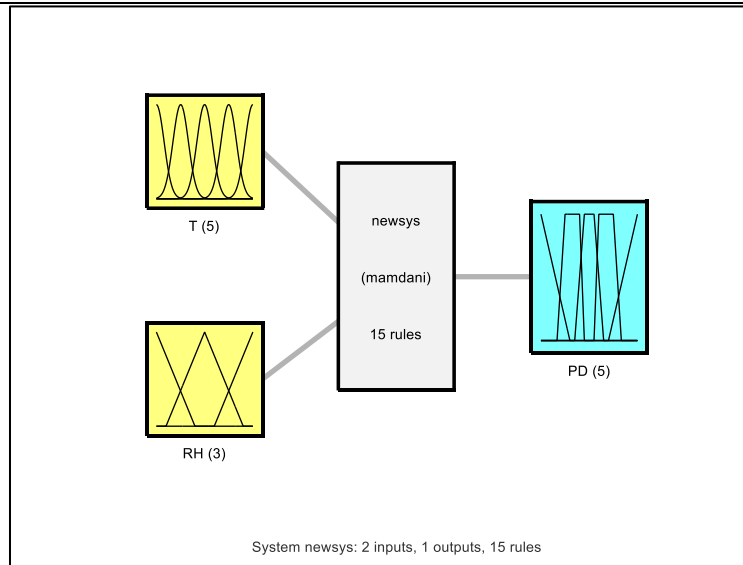 T (5)
newsys
(mamdani)
15 rules
RH (3)
PD (5)
System newsys: 2 inputs, 1 outputs, 15 rules